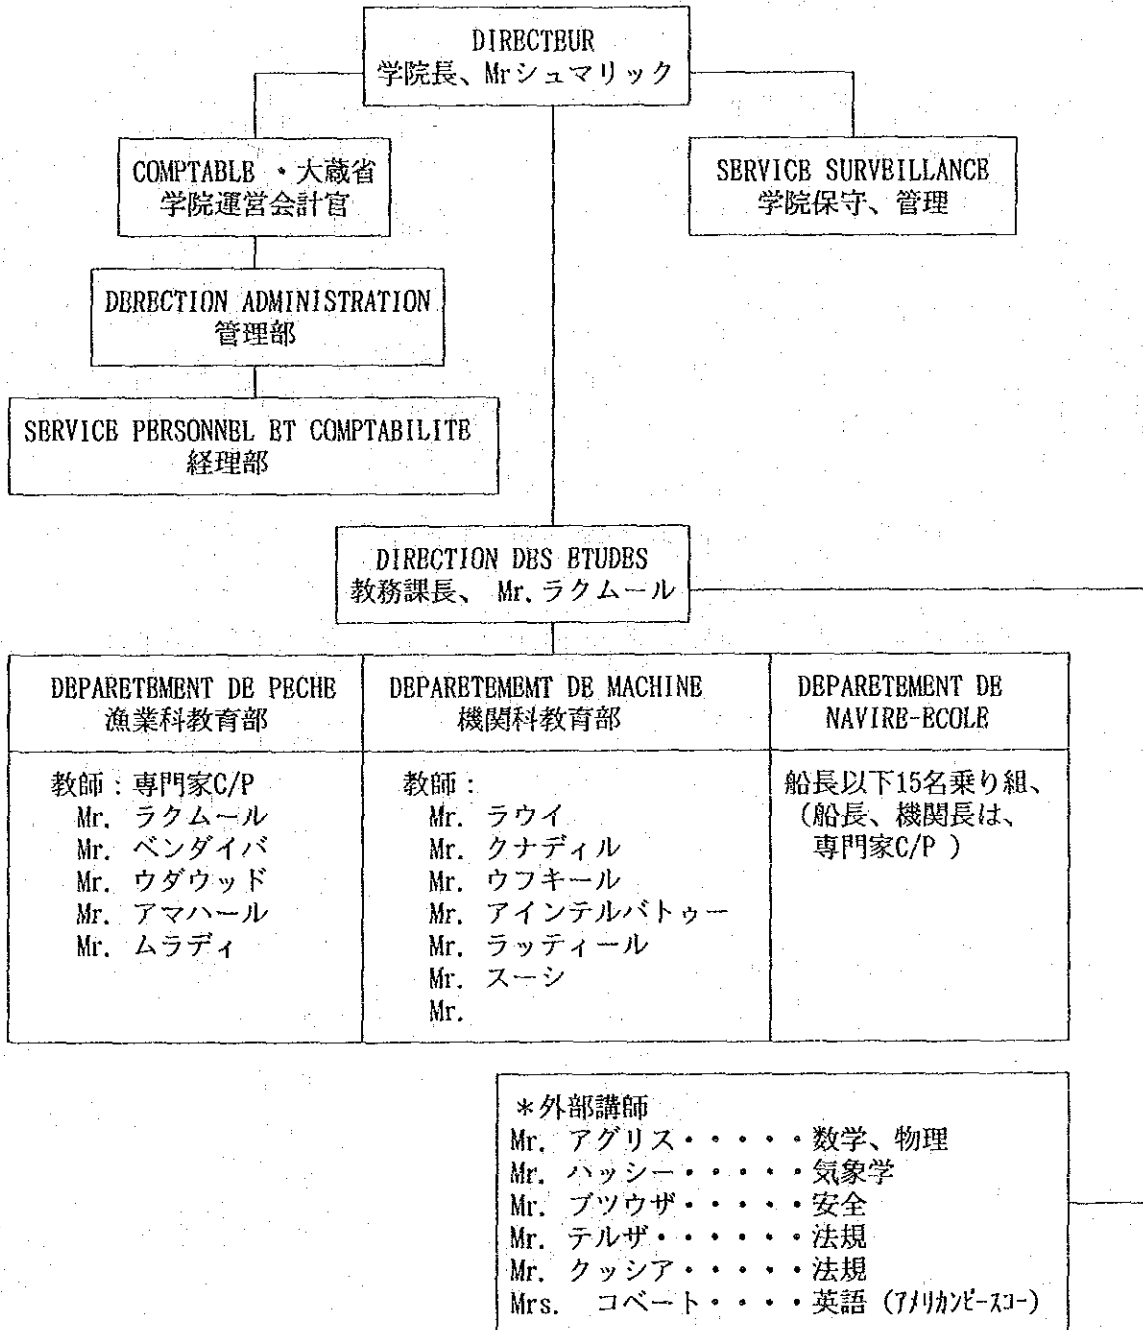 DIRECTEUR
学院長、Mrシュマリック
COMPTABLE ・大蔵省
学院運営会計官
SERVICE SURVEILLANCE
学院保守、管理
DERECTION ADMINISTRATION
管理部
SERVICE PERSONNEL ET COMPTABILITE
経理部
DIRECTION DES ETUDES
教務課長、 Mr. ラクムール
DEPARETEMENT DE PECHE
漁業科教育部
教師：専門家C/P
Mr. ラクムール
Mr. ベンダイバ
Mr. ウダウッド
Mr. アマハール
Mr. ムラディ
DEPARETEMEMT DE MACHINE
機関科教育部
教師：
Mr. ラウイ
Mr. クナディル
Mr. ウフキール
Mr. アインテルバトゥー
Mr. ラッティール
Mr. スーシ
Mr.
DEPARETEMENT DE
NAVIRE-ECOLE
船長以下15名乗り組、
（船長、機関長は、
専門家C/P ）
＊外部講師
Mr. アグリス・・・・・数学、物理
Mr. ハッシー・・・・・気象学
Mr. ブツウザ・・・・・安全
Mr. テルザ・・・・・・法規
Mr. クッシア・・・・・法規
Mrs. コベート・・・・英語（ｱﾒﾘｶﾝﾋﾟｰｽｺｰ）